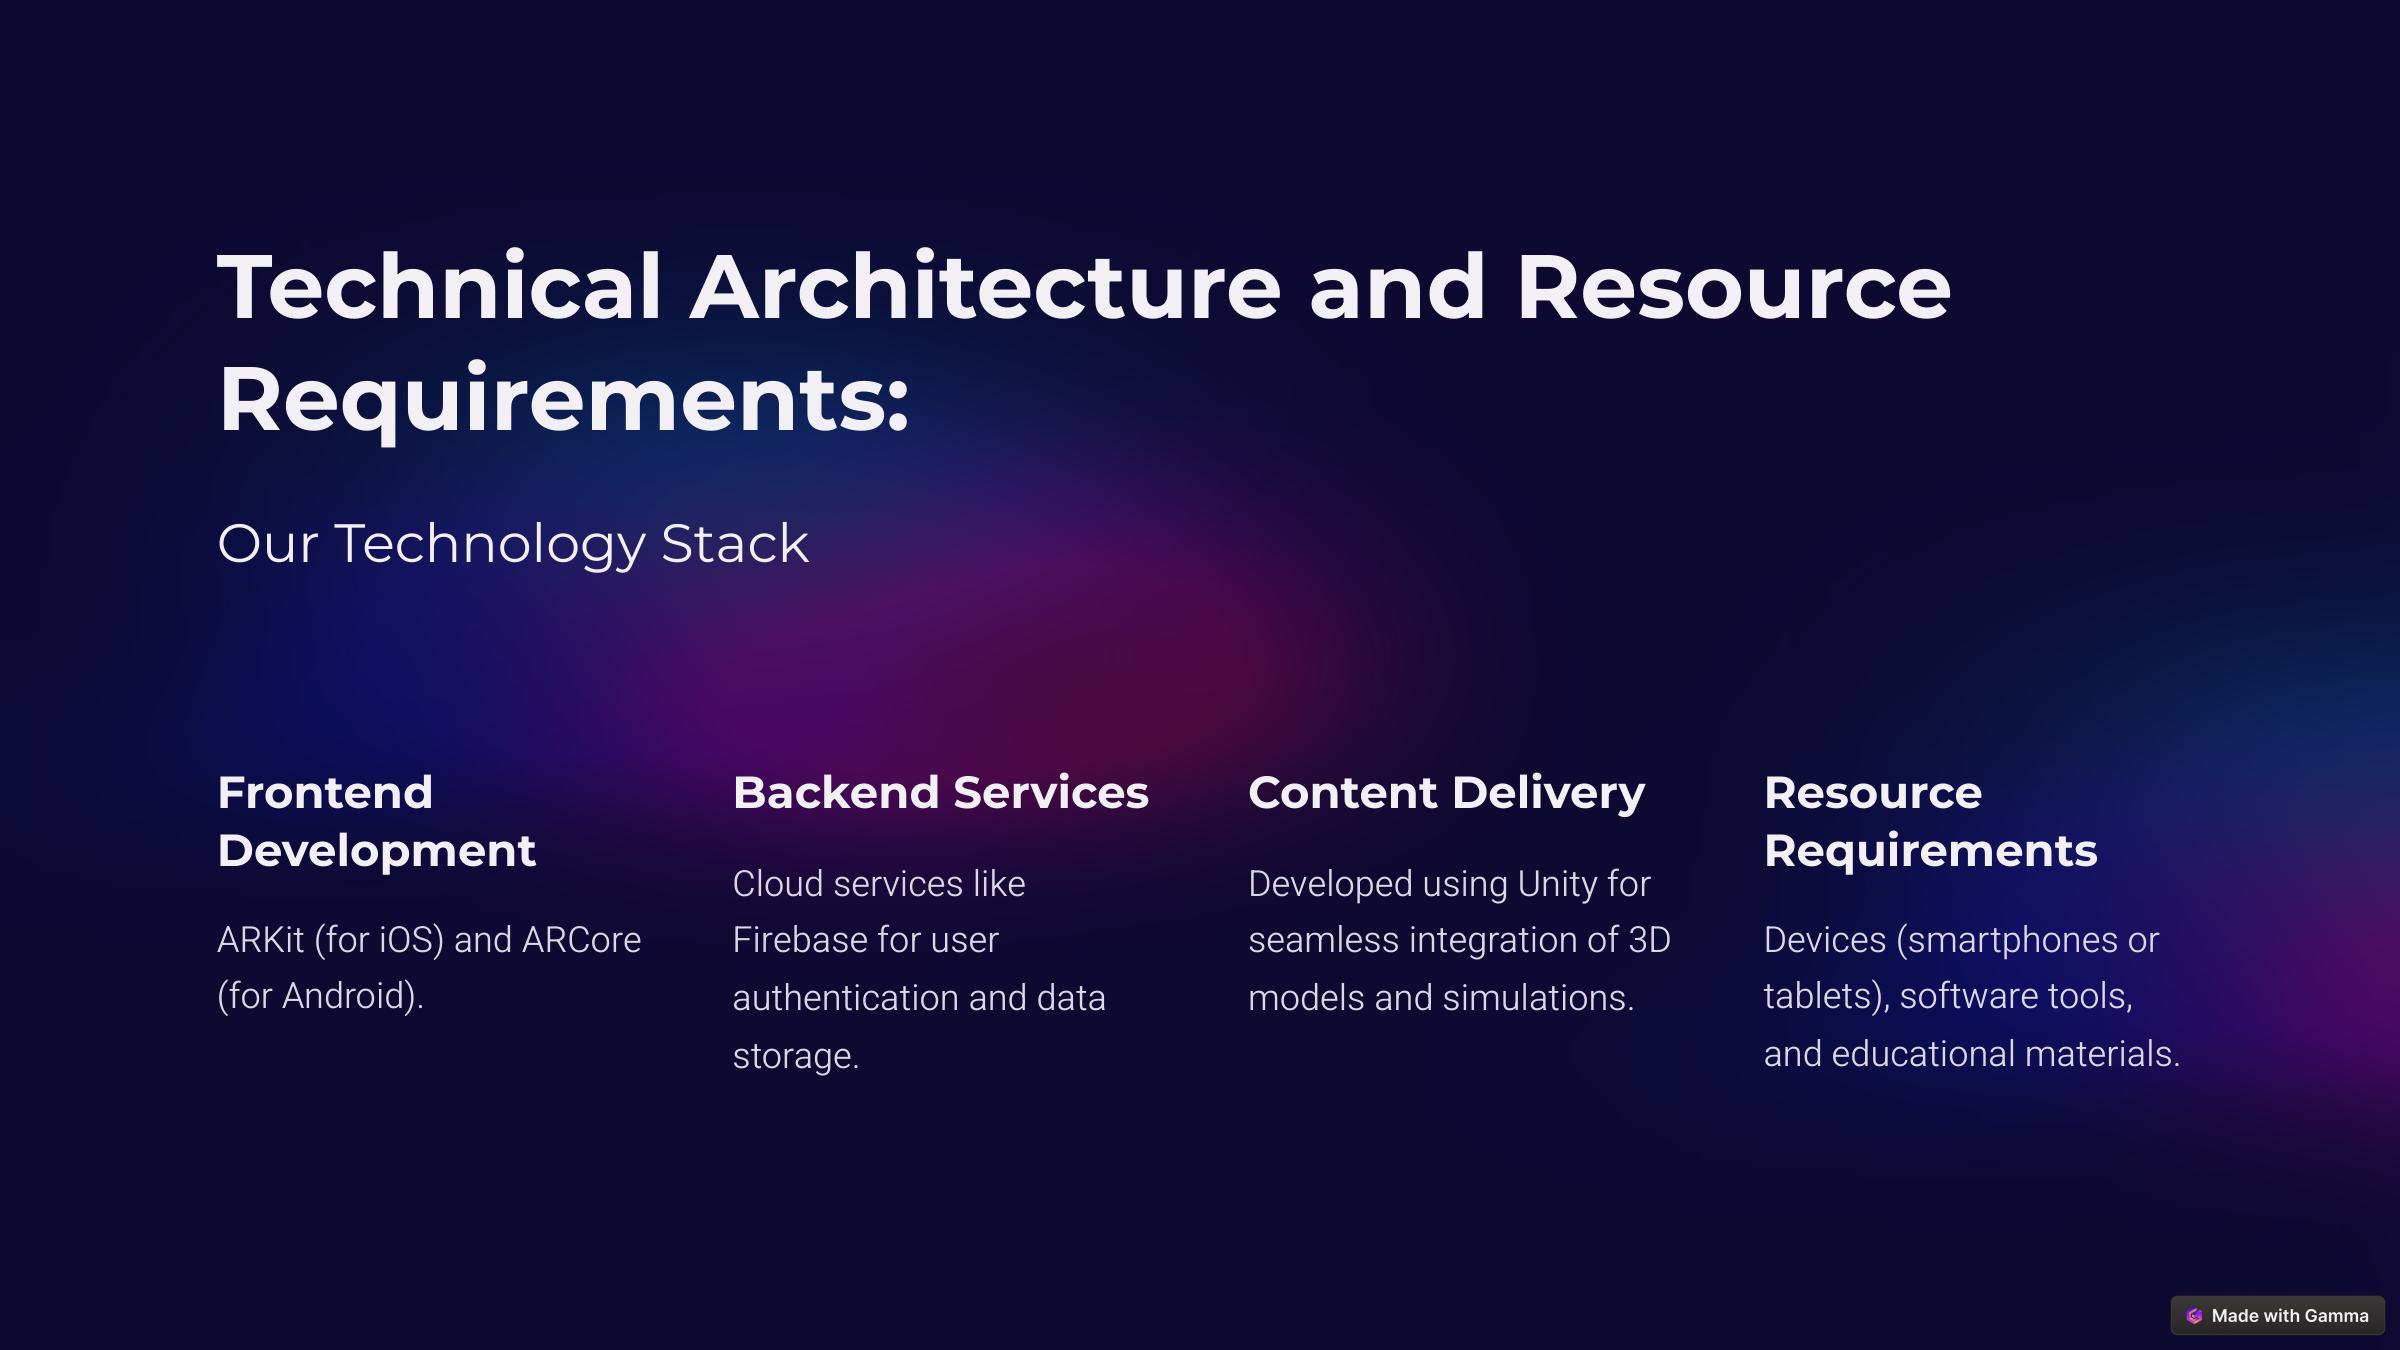 Technical Architecture and Resource
Requirements:
Our Technology Stack
Frontend
Development
ARKit (for iOS) and ARCore
(for Android).
Backend Services
Cloud services like
Firebase for user
authentication and data
storage.
Content Delivery
Developed using Unity for
seamless integration of 3D
models and simulations.
Resource
Requirements
Devices (smartphones or
tablets), software tools,
and educational materials.
Made with Gamma